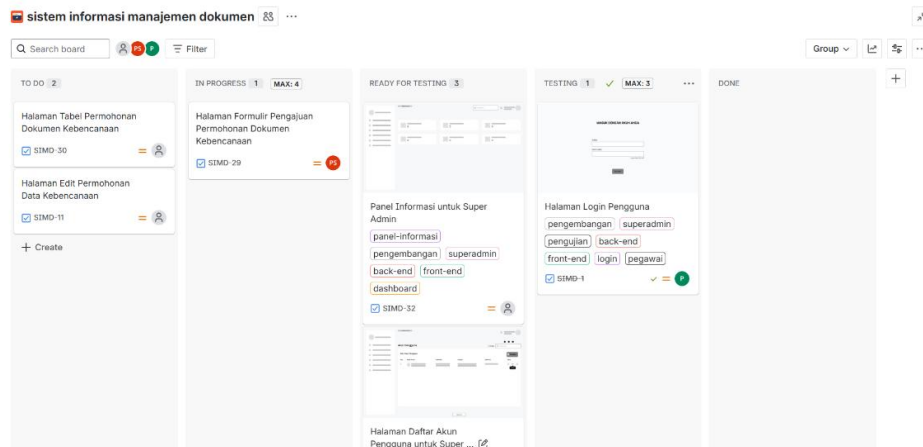 sistem informasi manajemen dokumen
Search board
PS
P
Filter
Group
TO DO 2
Halaman Tabel Permohonan
Dokumen Kebencanaan
SIMD-30
Halaman Edit Permohonan
Data Kebencanaan
SIMD-11
+ Create
IN PROGRESS 1 MAX: 4
Halaman Formulir Pengajuan
Permohonan Dokumen
Kebencanaan
SIMD-29
PS
READY FOR TESTING 3
Panel Informasi untuk Super
Admin
panel-informasi
pengembangan superadmin
back-end front-end
dashboard
SIMD-32
Halaman Daftar Akun
Pengguna untuk Super ...
TESTING 1 MAX: 3
Halaman Login Pengguna
pengembangan superadmin
pengujian back-end
front-end login pegawai
SIMD-1
P
DONE